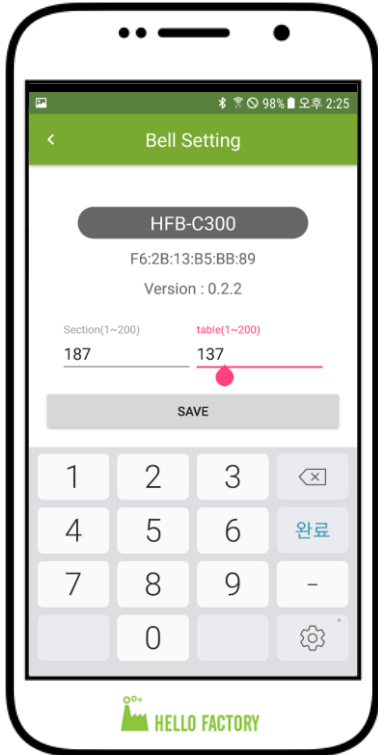 98% 오후 2:25
Bell Setting
HFB-C300
F6:2B:13:B5:BB:89
Version : 0.2.2
Section(1~200) table(1~200)
187 137
SAVE
1 2 3
4 5 6 완료
7 8 9 -
0
HELLO FACTORY